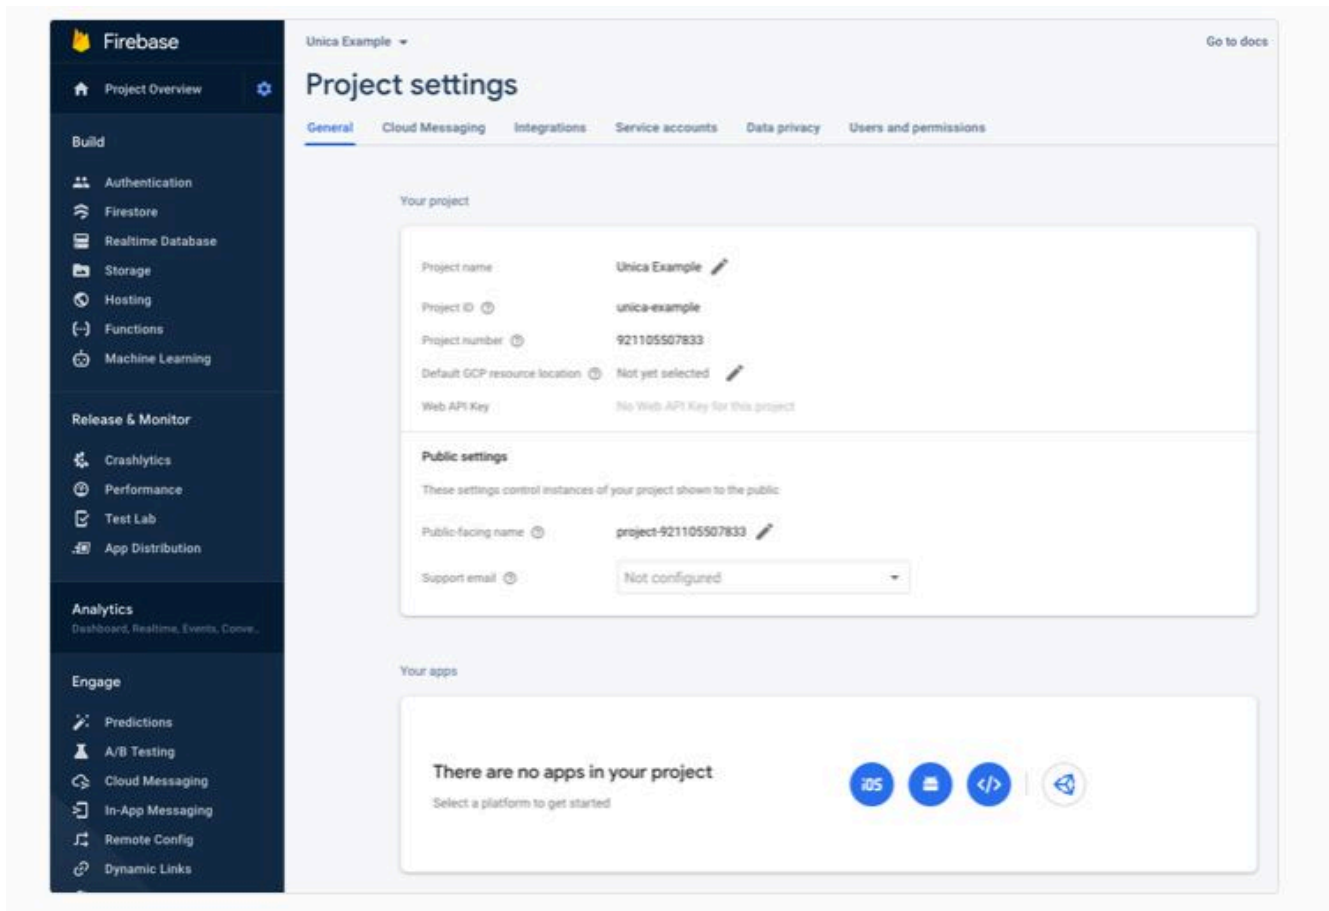 Firebase
Project Overview
Build
Authentication
Firestore
Realtime Database
Storage
Hosting
Functions
Machine Learning
Release & Monitor
Crashlytics
Performance
Test Lab
App Distribution
Analytics
Dashboard, Realtime, Events, Conve...
Engage
Predictions
A/B Testing
Cloud Messaging
In-App Messaging
Remote Config
Dynamic Links
Unica Example
Go to docs
Project settings
General Cloud Messaging Integrations Service accounts Data privacy Users and permissions
Your project
Project name Unica Example
Project ID unica-example
Project number 921105507833
Default GCP resource location Not yet selected
Web API Key No Web API Key for this project
Public settings
These settings control instances of your project shown to the public
Public-facing name project-921105507833
Support email Not configured
Your apps
There are no apps in your project
Select a platform to get started
iOS